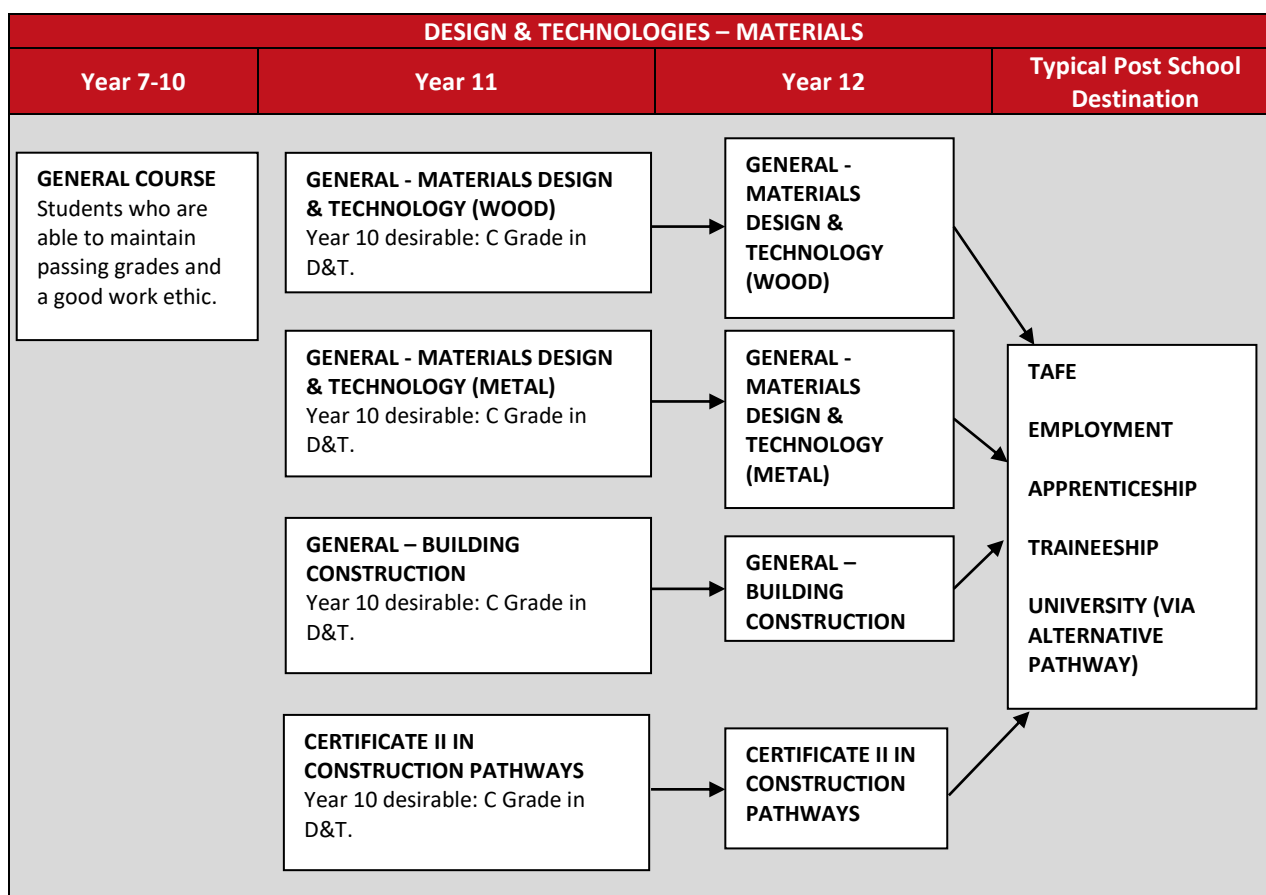 DESIGN & TECHNOLOGIES – MATERIALS
Year 7-10
Year 11
Year 12
Typical Post School
Destination
GENERAL COURSE
Students who are
able to maintain
passing grades and
a good work ethic.
GENERAL - MATERIALS DESIGN
& TECHNOLOGY (WOOD)
Year 10 desirable: C Grade in
D&T.
GENERAL -
MATERIALS
DESIGN &
TECHNOLOGY
(WOOD)
GENERAL - MATERIALS DESIGN
& TECHNOLOGY (METAL)
Year 10 desirable: C Grade in
D&T.
GENERAL -
MATERIALS
DESIGN &
TECHNOLOGY
(METAL)
GENERAL – BUILDING
CONSTRUCTION
Year 10 desirable: C Grade in
D&T.
GENERAL –
BUILDING
CONSTRUCTION
CERTIFICATE II IN
CONSTRUCTION PATHWAYS
Year 10 desirable: C Grade in
D&T.
CERTIFICATE II IN
CONSTRUCTION
PATHWAYS
TAFE
EMPLOYMENT
APPRENTICESHIP
TRAINEESHIP
UNIVERSITY (VIA
ALTERNATIVE
PATHWAY)